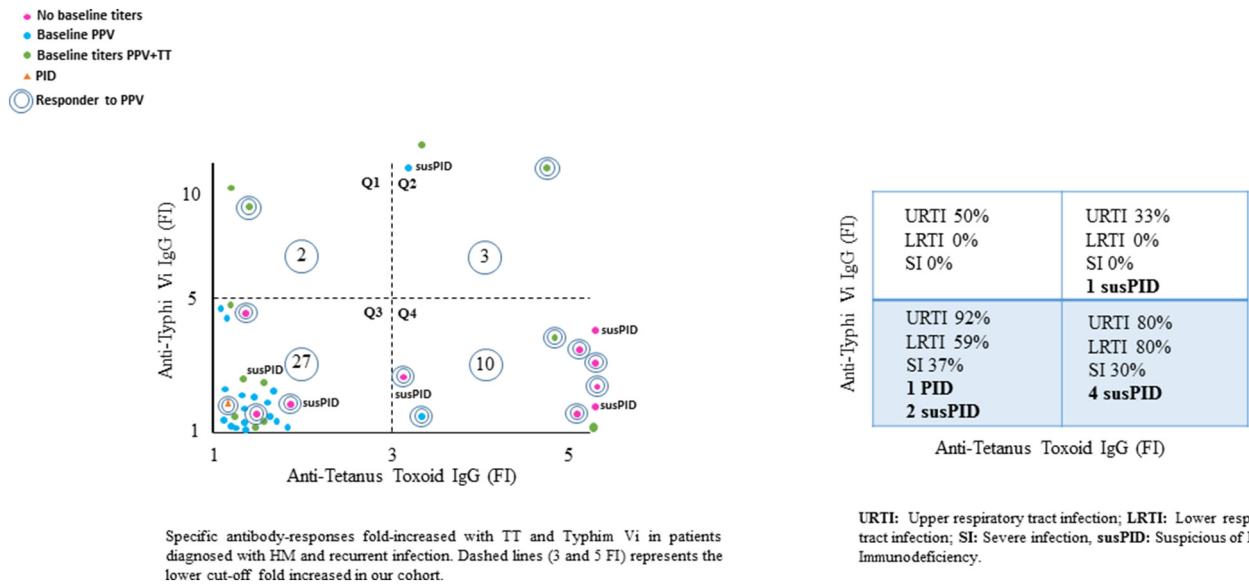 No baseline titers
Baseline PPV
Baseline titers PPV+TT
PID
Responder to PPV
Anti-Typhi Vi IgG (FI)
10
5
1
Q1
Q2
Q3
Q4
susPID
2
3
27
10
susPID
susPID
susPID
susPID
susPID
1
3
5
Anti-Tetanus Toxoid IgG (FI)
Specific antibody-responses fold-increased with TT and Typhim Vi in patients
diagnosed with HM and recurrent infection. Dashed lines (3 and 5 FI) represents the
lower cut-off fold increased in our cohort.
Anti-Typhi Vi IgG (FI)
URTI 50%
LRTI 0%
SI 0%
URTI 33%
LRTI 0%
SI 0%
1 susPID
URTI 92%
LRTI 59%
SI 37%
1 PID
2 susPID
URTI 80%
LRTI 80%
SI 30%
4 susPID
Anti-Tetanus Toxoid IgG (FI)
URTI: Upper respiratory tract infection; LRTI: Lower resp
tract infection; SI: Severe infection, susPID: Suspicious of
Immunodeficiency.